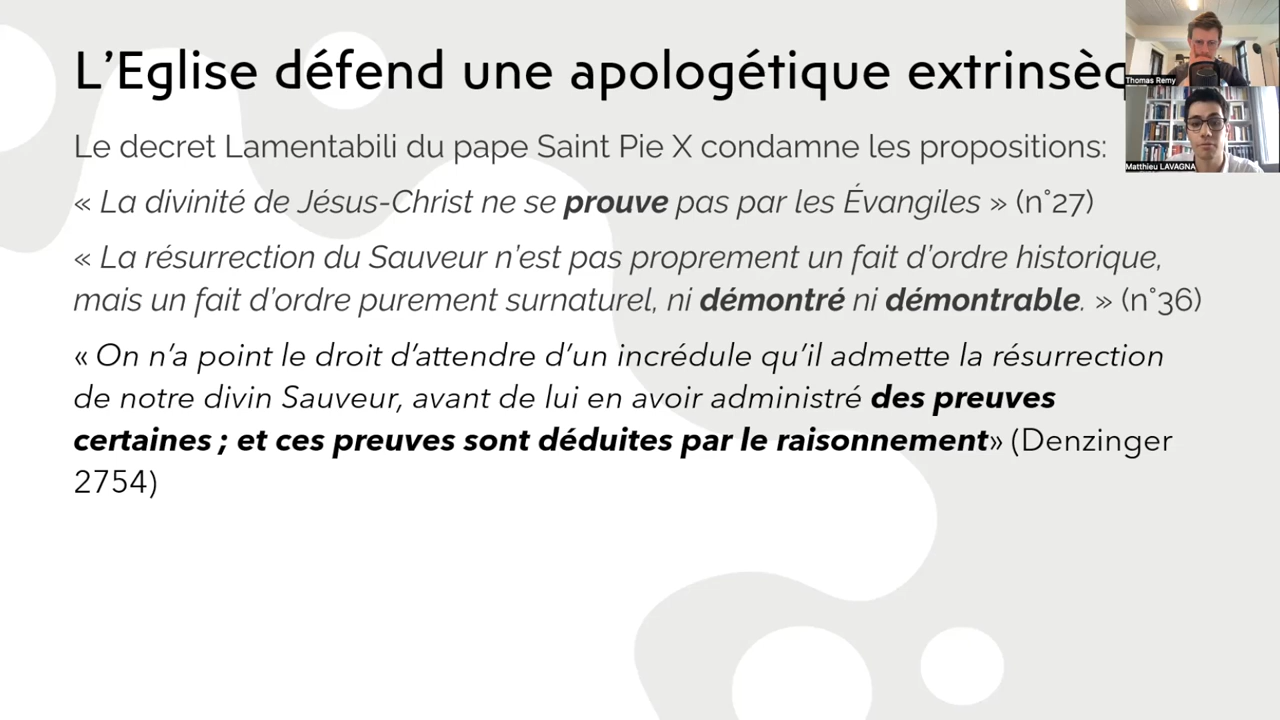 L'Eglise défend une apologétique extrinsèc
Thomas Remy
Matthieu LAVAGNA
Le decret Lamentabili du pape Saint Pie X condamne les propositions:
« La divinité de Jésus-Christ ne se prouve pas par les Évangiles » (n°27)
« La résurrection du Sauveur n'est pas proprement un fait d'ordre historique,
mais un fait d'ordre purement surnaturel, ni démontré ni démontrable. » (n°36)
« On n'a point le droit d'attendre d'un incrédule qu'il admette la résurrection
de notre divin Sauveur, avant de lui en avoir administré des preuves
certaines ; et ces preuves sont déduites par le raisonnement» (Denzinger
2754)